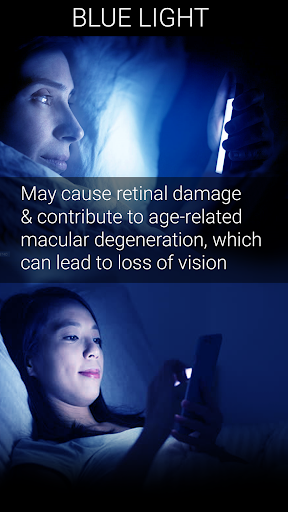 BLUE LIGHT
May cause retinal damage
& contribute to age-related
macular degeneration, which
can lead to loss of vision